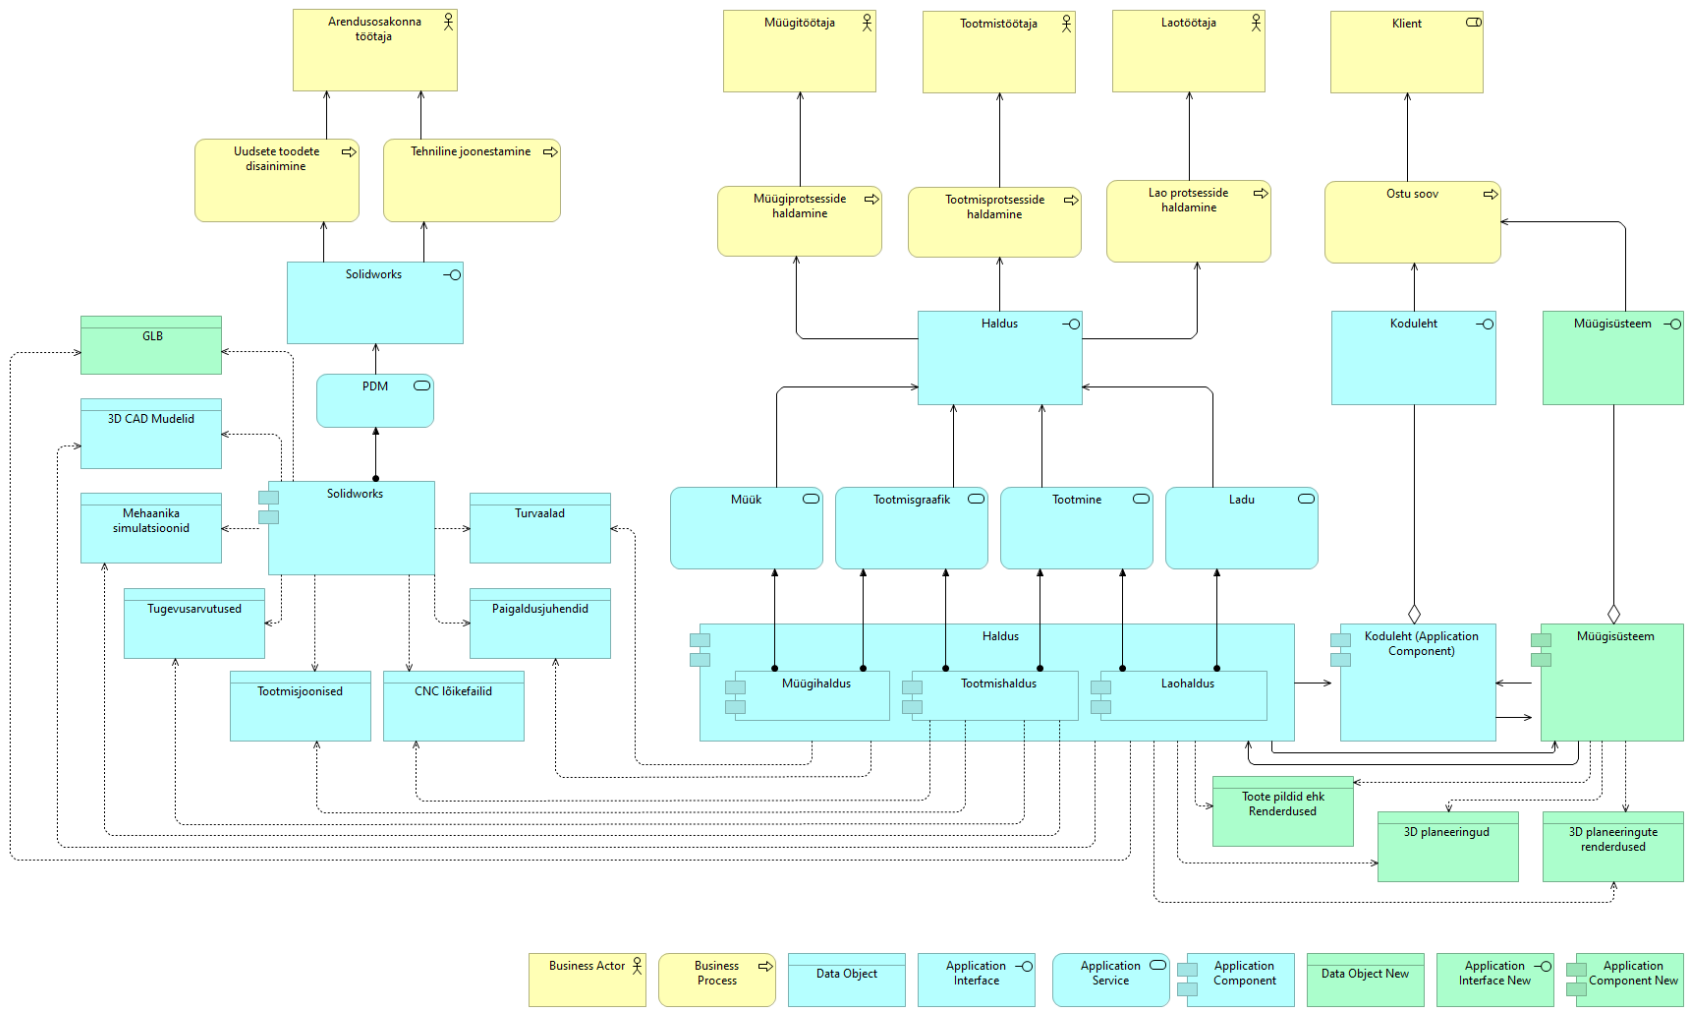 Arendusosakonna
töötaja
Müügitöötaja
Tootmistöötaja
Laotöötaja
Klient
Uudsete toodete
disainimine
Tehniline joonestamine
Müügiprotsesside
haldamine
Tootmisprotsesside
haldamine
Lao protsesside
haldamine
Ostu soov
Solidworks
Haldus
Koduleht
Müügisüsteem
GLB
PDM
3D CAD Mudelid
Solidworks
Mehaanika
simulatsioonid
Turvaalad
Müük
Tootmisgraafik
Tootmine
Ladu
Tugevusarvutused
Paigaldusjuhendid
Haldus
Koduleht (Application
Component)
Müügisüsteem
Tootmisjoonised
CNC lõikefailid
Müügihaldus
Tootmishaldus
Laohaldus
Toote pildid ehk
Renderdused
3D planeeringud
3D planeeringute
renderdused
Business Actor
Business
Process
Data Object
Application
Interface
Application
Service
Application
Component
Data Object New
Application
Interface New
Application
Component New